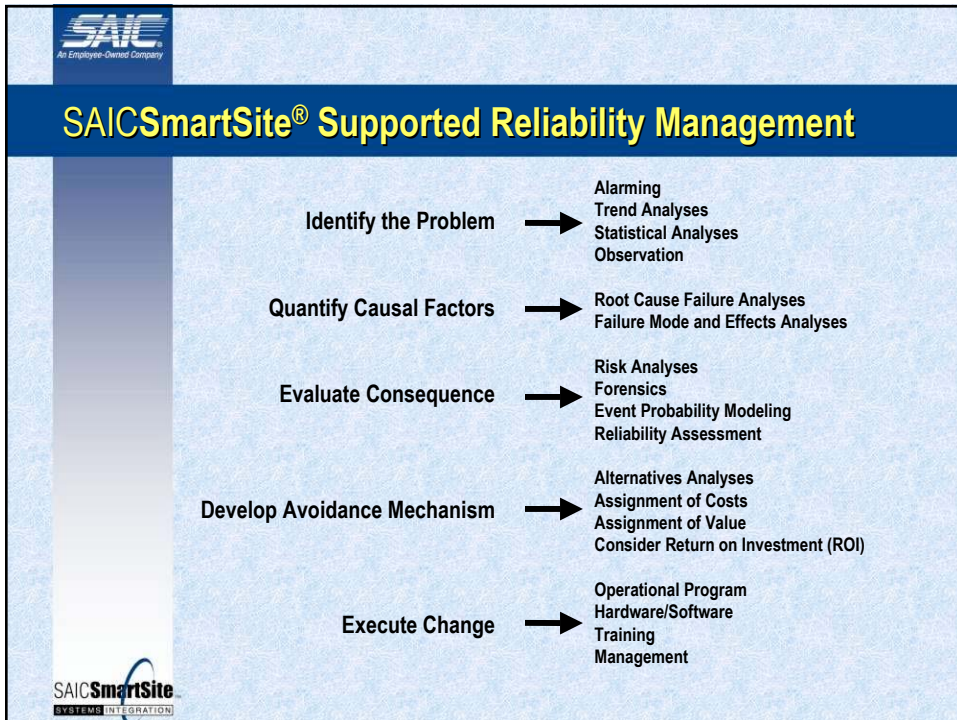 SAIC
An Employee-Owned Company
SAICSmartSite® Supported Reliability Management
Identify the Problem
Alarming
Trend Analyses
Statistical Analyses
Observation
Quantify Causal Factors
Root Cause Failure Analyses
Failure Mode and Effects Analyses
Evaluate Consequence
Risk Analyses
Forensics
Event Probability Modeling
Reliability Assessment
Develop Avoidance Mechanism
Alternatives Analyses
Assignment of Costs
Assignment of Value
Consider Return on Investment (ROI)
Execute Change
Operational Program
Hardware/Software
Training
Management
SAICSmartSite
SYSTEMS INTEGRATION